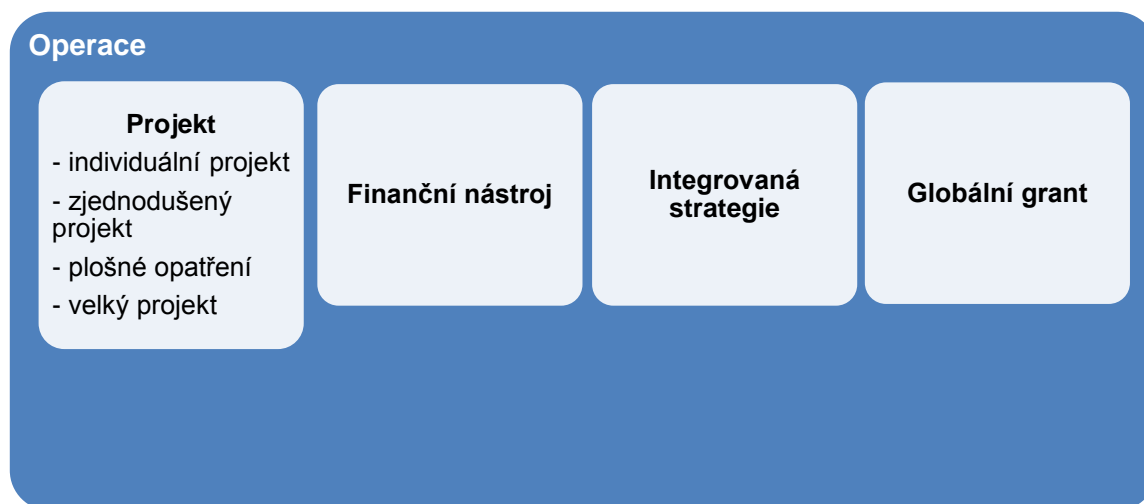 Operace
Projekt
- individuální projekt
- zjednodušený
projekt
- plošné opatření
- velký projekt
Finanční nástroj
Integrovaná
strategie
Globální grant